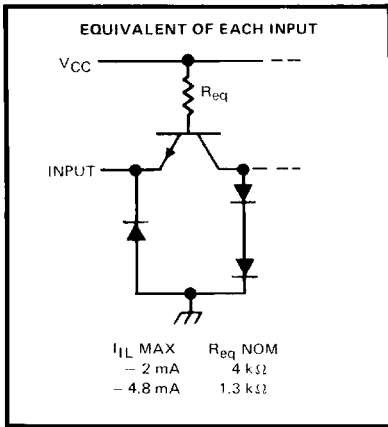 EQUIVALENT OF EACH INPUT
VCC
Req
INPUT
IIL MAX Req NOM
– 2 mA 4 kΩ
– 4.8 mA 1.3 kΩ